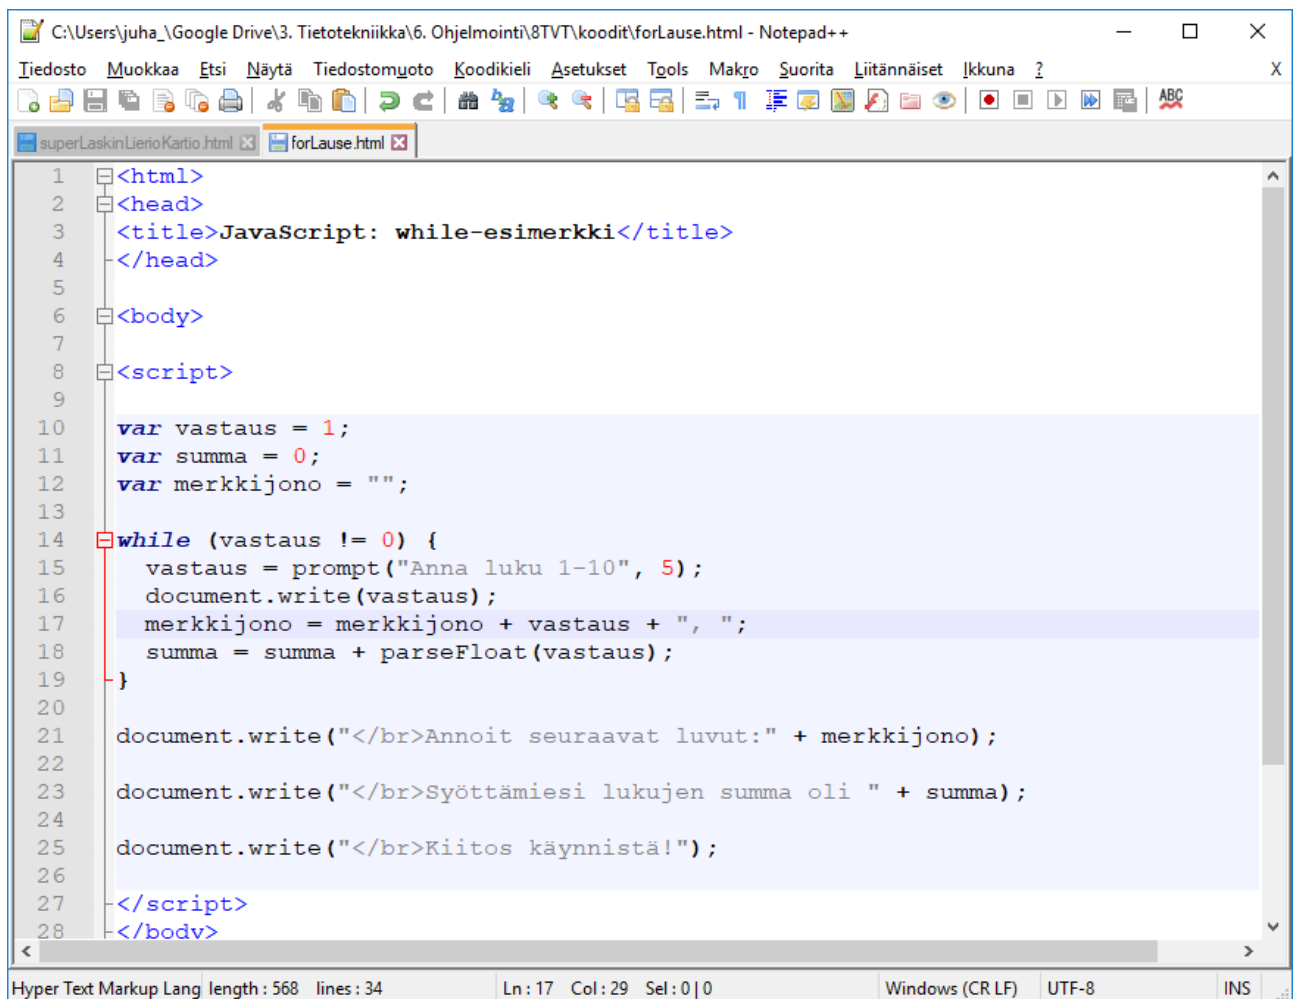 C:\Users\juha_\Google Drive\3. Tietotekniikka\6. Ohjelmointi\8TVT\koodit\forLause.html - Notepad++
Tiedosto Muokkaa Etsi Näytä Tiedostomuoto Koodikieli Asetukset Tools Makro Suorita Liitännäiset Ikkuna ? X
ABC
superLaskinLierioKartio.html forLause.html
1 <html>
2 <head>
3 <title>JavaScript: while-esimerkki</title>
4 </head>
5
6 <body>
7
8 <script>
9
10 var vastaus = 1;
11 var summa = 0;
12 var merkkijono = "";
13
14 while (vastaus != 0) {
15 vastaus = prompt("Anna luku 1-10", 5);
16 document.write(vastaus);
17 merkkijono = merkkijono + vastaus + ", ";
18 summa = summa + parseFloat(vastaus);
19 }
20
21 document.write("</br>Annoit seuraavat luvut:" + merkkijono);
22
23 document.write("</br>Syöttämiesi lukujen summa oli " + summa);
24
25 document.write("</br>Kiitos käynnistä!");
26
27 </script>
28 </body>
Hyper Text Markup Lang length : 568 lines : 34 Ln : 17 Col : 29 Sel : 0 | 0 Windows (CR LF) UTF-8 INS